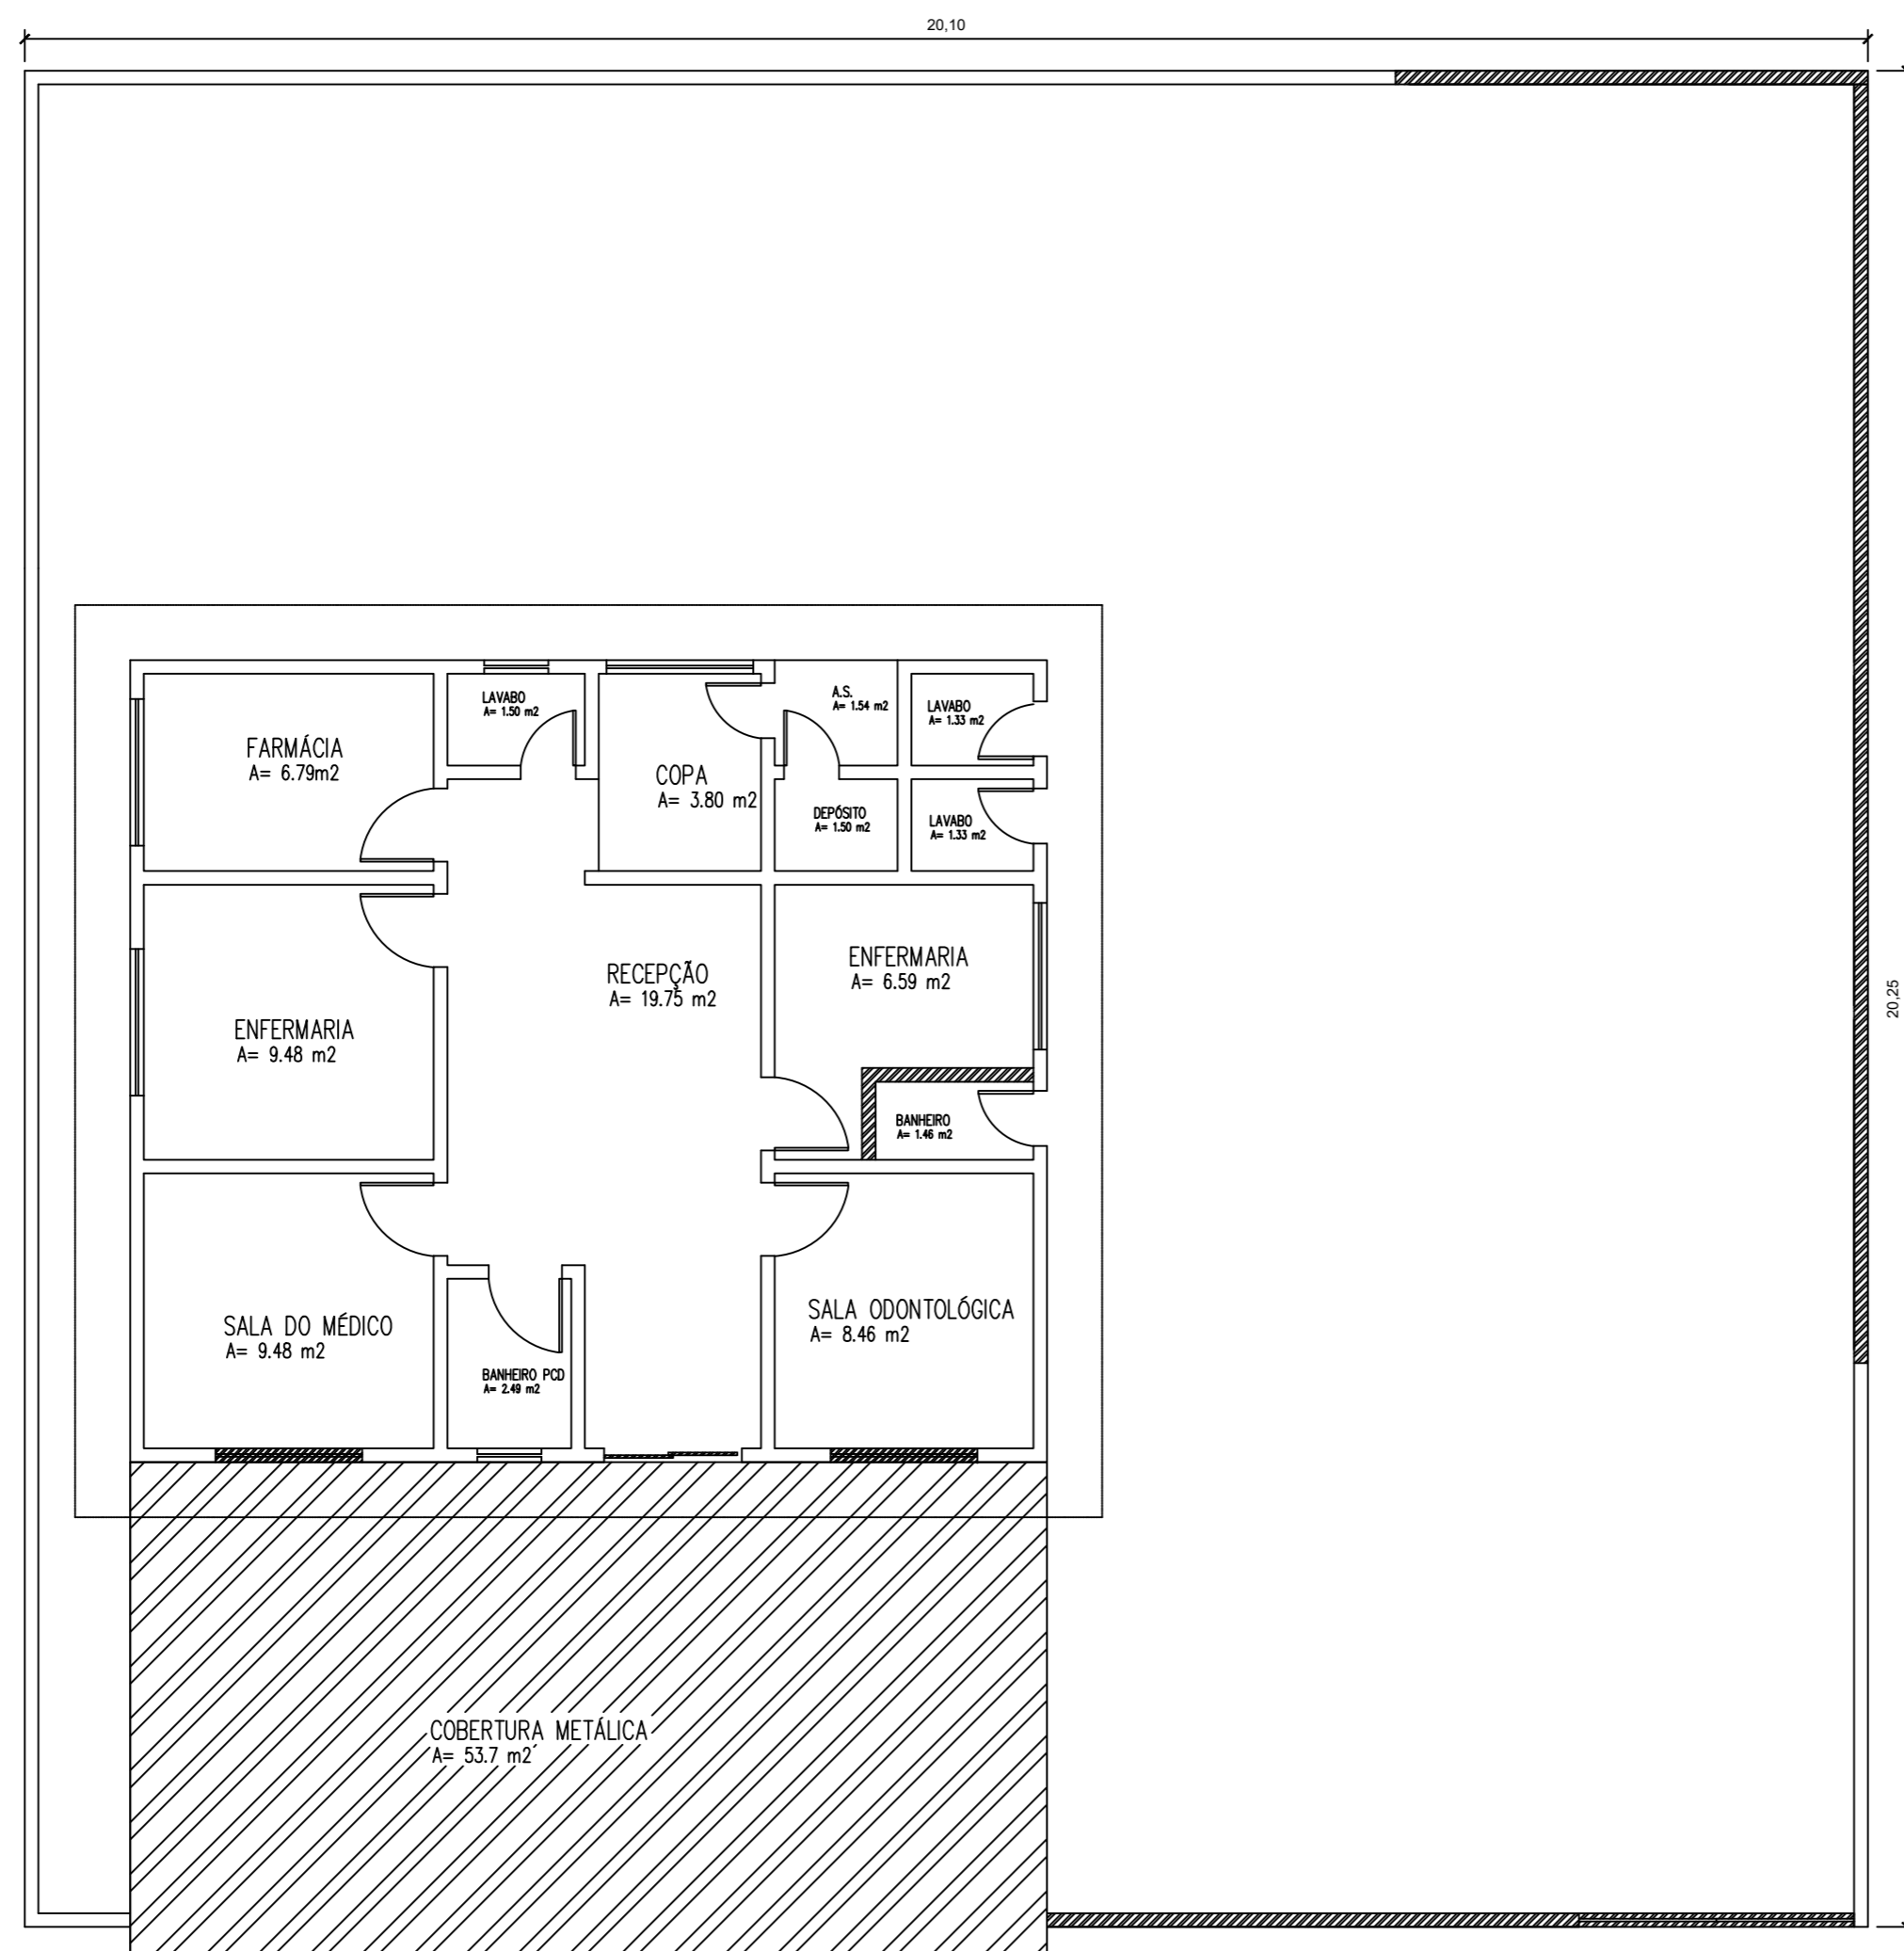 20,10
LAVABO
A= 1.50 m2
A.S.
A= 1.54 m2
LAVABO
A= 1.33 m2
FARMÁCIA
A= 6.79m2
COPA
A= 3.80 m2
DEPÓSITO
A= 1.50 m2
LAVABO
A= 1.33 m2
RECEPÇÃO
A= 19.75 m2
ENFERMARIA
A= 6.59 m2
20,25
ENFERMARIA
A= 9.48 m2
BANHEIRO
A= 1.46 m2
SALA DO MÉDICO
A= 9.48 m2
SALA ODONTOLÓGICA
A= 8.46 m2
BANHEIRO PCD
A= 2.49 m2
COBERTURA METÁLICA
A= 53.7 m2